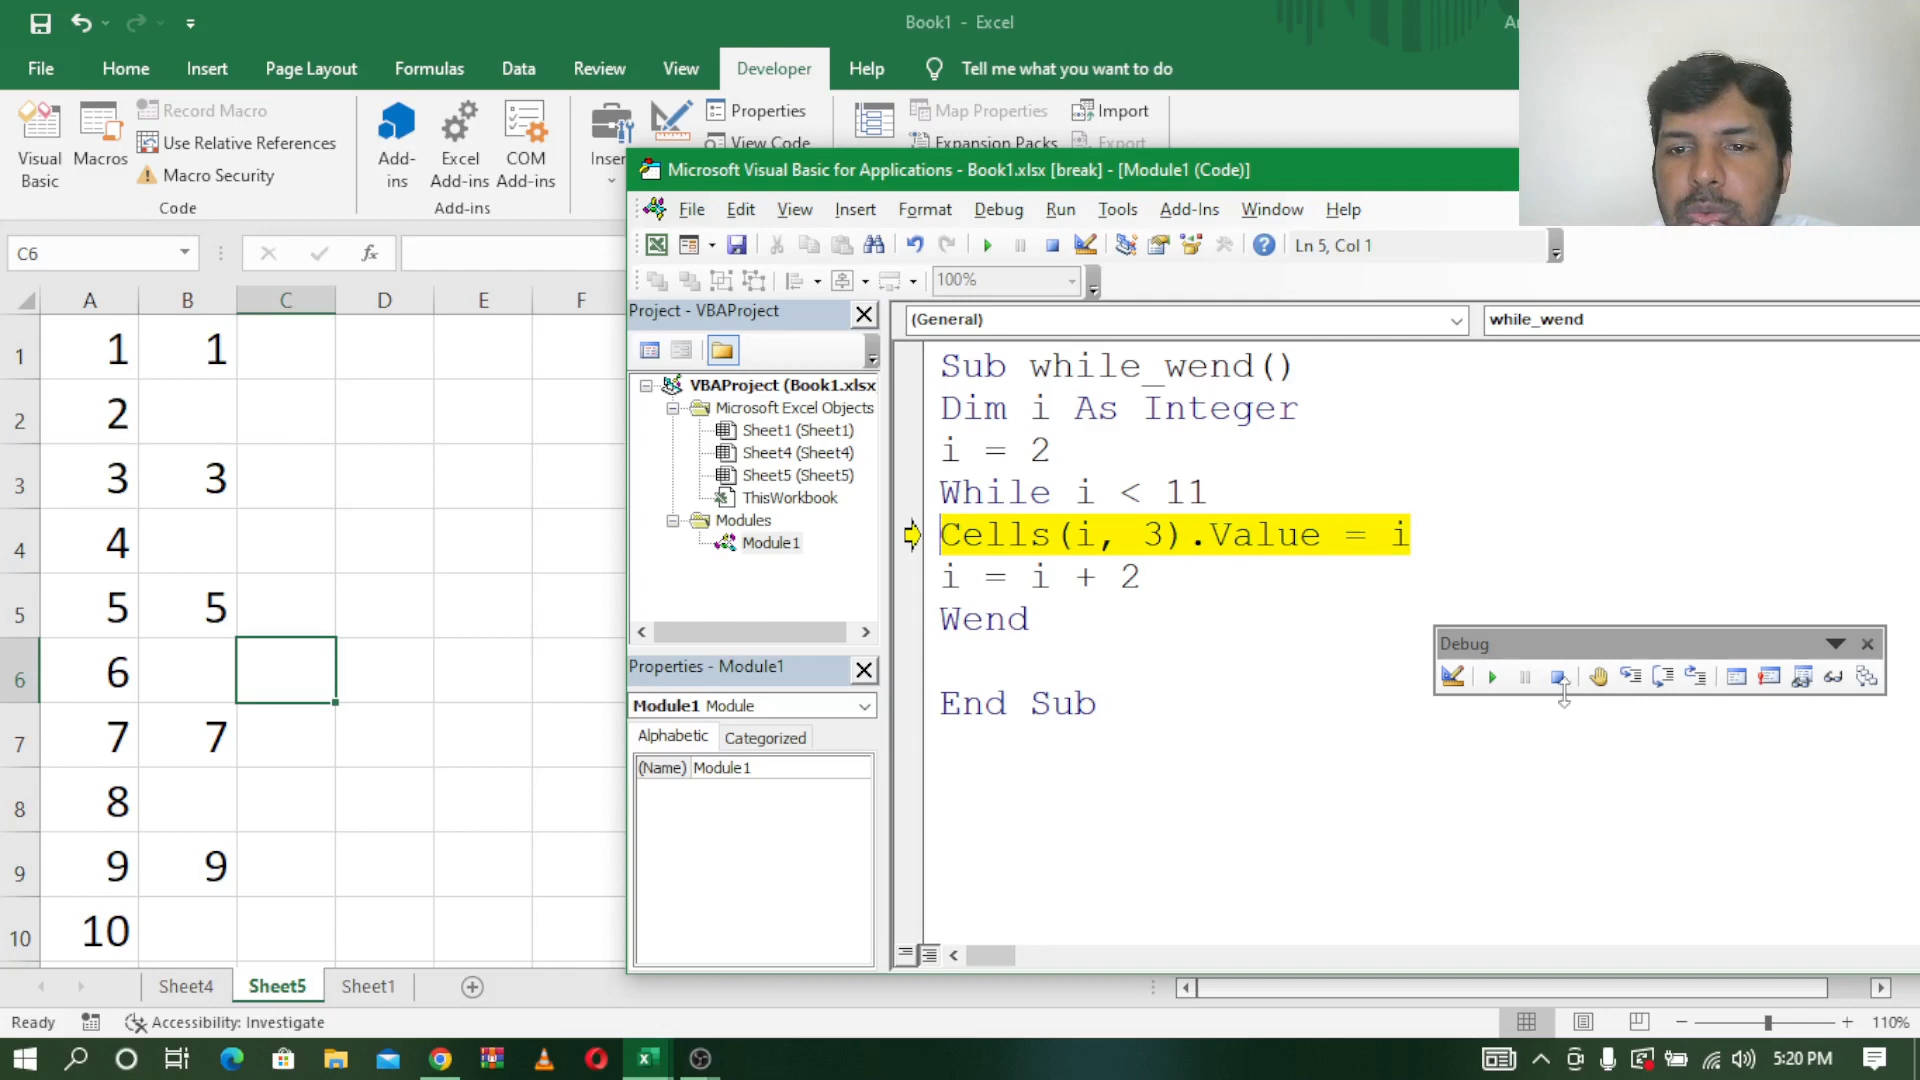 Book1 - Excel
File Home Insert Page Layout Formulas Data Review View Developer Help Tell me what you want to do
Visual Basic
Macros
Record Macro
Use Relative References
Macro Security
Code
Add-ins
Excel Add-ins
COM Add-ins
Add-ins
Inser
Properties
View Code
Map Properties
Expansion Packs
Import
Export
C6
fx
A B C D E F
1 1 1
2 2
3 3 3
4 4
5 5 5
6 6
7 7 7
8 8
9 9 9
10 10
Microsoft Visual Basic for Applications - Book1.xlsx [break] - [Module1 (Code)]
File Edit View Insert Format Debug Run Tools Add-Ins Window Help
Ln 5, Col 1
100%
Project - VBAProject
VBAProject (Book1.xlsx
Microsoft Excel Objects
Sheet1 (Sheet1)
Sheet4 (Sheet4)
Sheet5 (Sheet5)
ThisWorkbook
Modules
Module1
Properties - Module1
Module1 Module
Alphabetic Categorized
(Name) Module1
(General) while_wend
Sub while_wend()
Dim i As Integer
i = 2
While i < 11
Cells(i, 3).Value = i
i = i + 2
Wend
End Sub
Debug
Sheet4 Sheet5 Sheet1
Ready Accessibility: Investigate
110%
5:20 PM